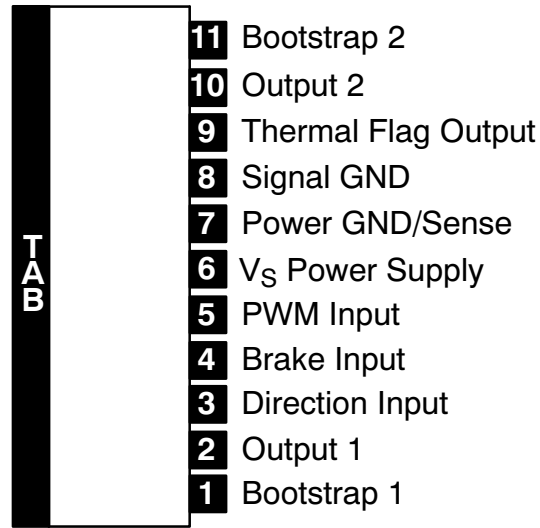 11 Bootstrap 2
10 Output 2
9 Thermal Flag Output
8 Signal GND
7 Power GND/Sense
TAB
6 VS Power Supply
5 PWM Input
4 Brake Input
3 Direction Input
2 Output 1
1 Bootstrap 1